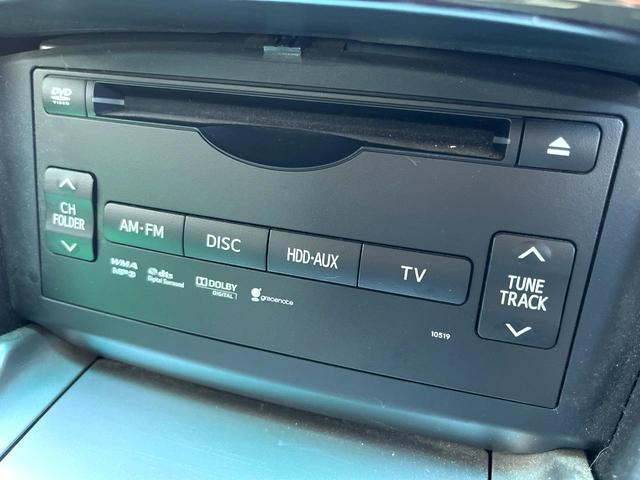 DVD
VIDEO
CH
FOLDER
AM·FM
DISC
HDD·AUX
TV
TUNE
TRACK
WMA
MP3
dts
Digital Surround
DOLBY
DIGITAL
gracenote
10519